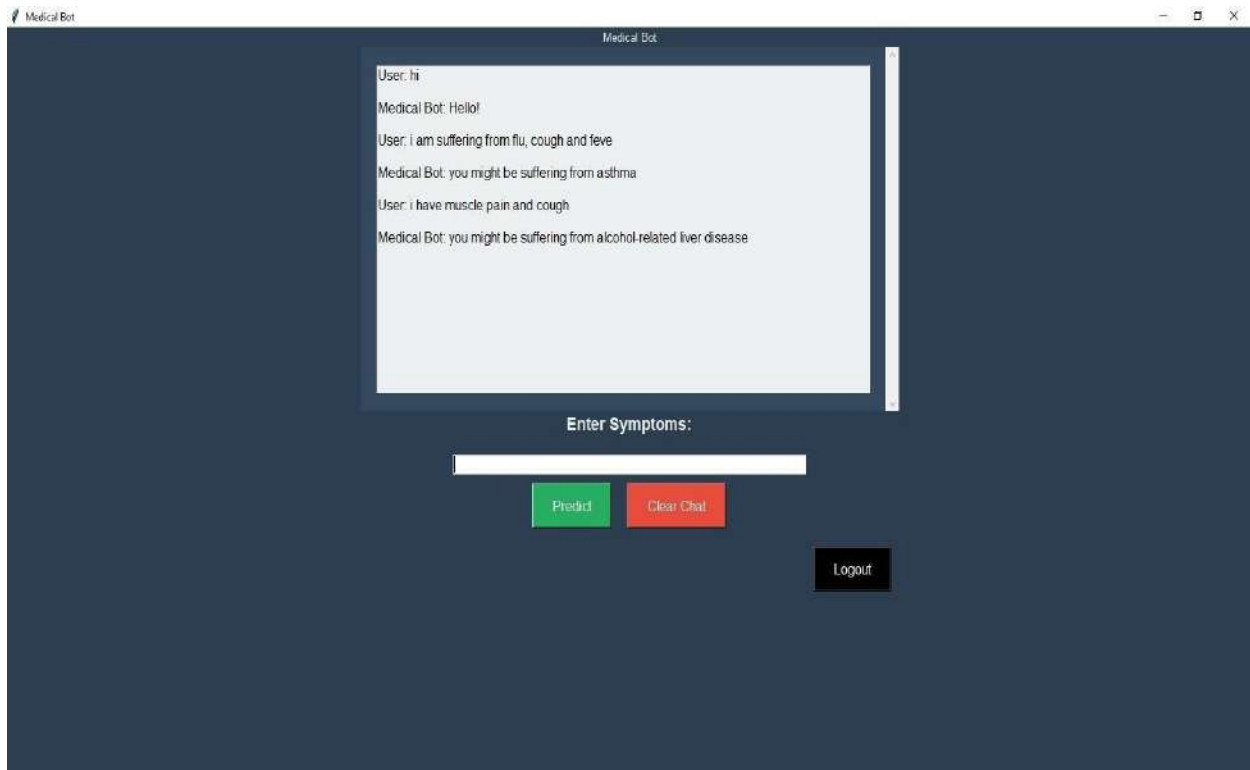 Medical Bot
Medical Bot
User: hi
Medical Bot: Hello!
User: i am suffering from flu, cough and feve
Medical Bot: you might be suffering from asthma
User: i have muscle pain and cough
Medical Bot: you might be suffering from alcohol-related liver disease
Enter Symptoms:
Predict
Clear Chat
Logout